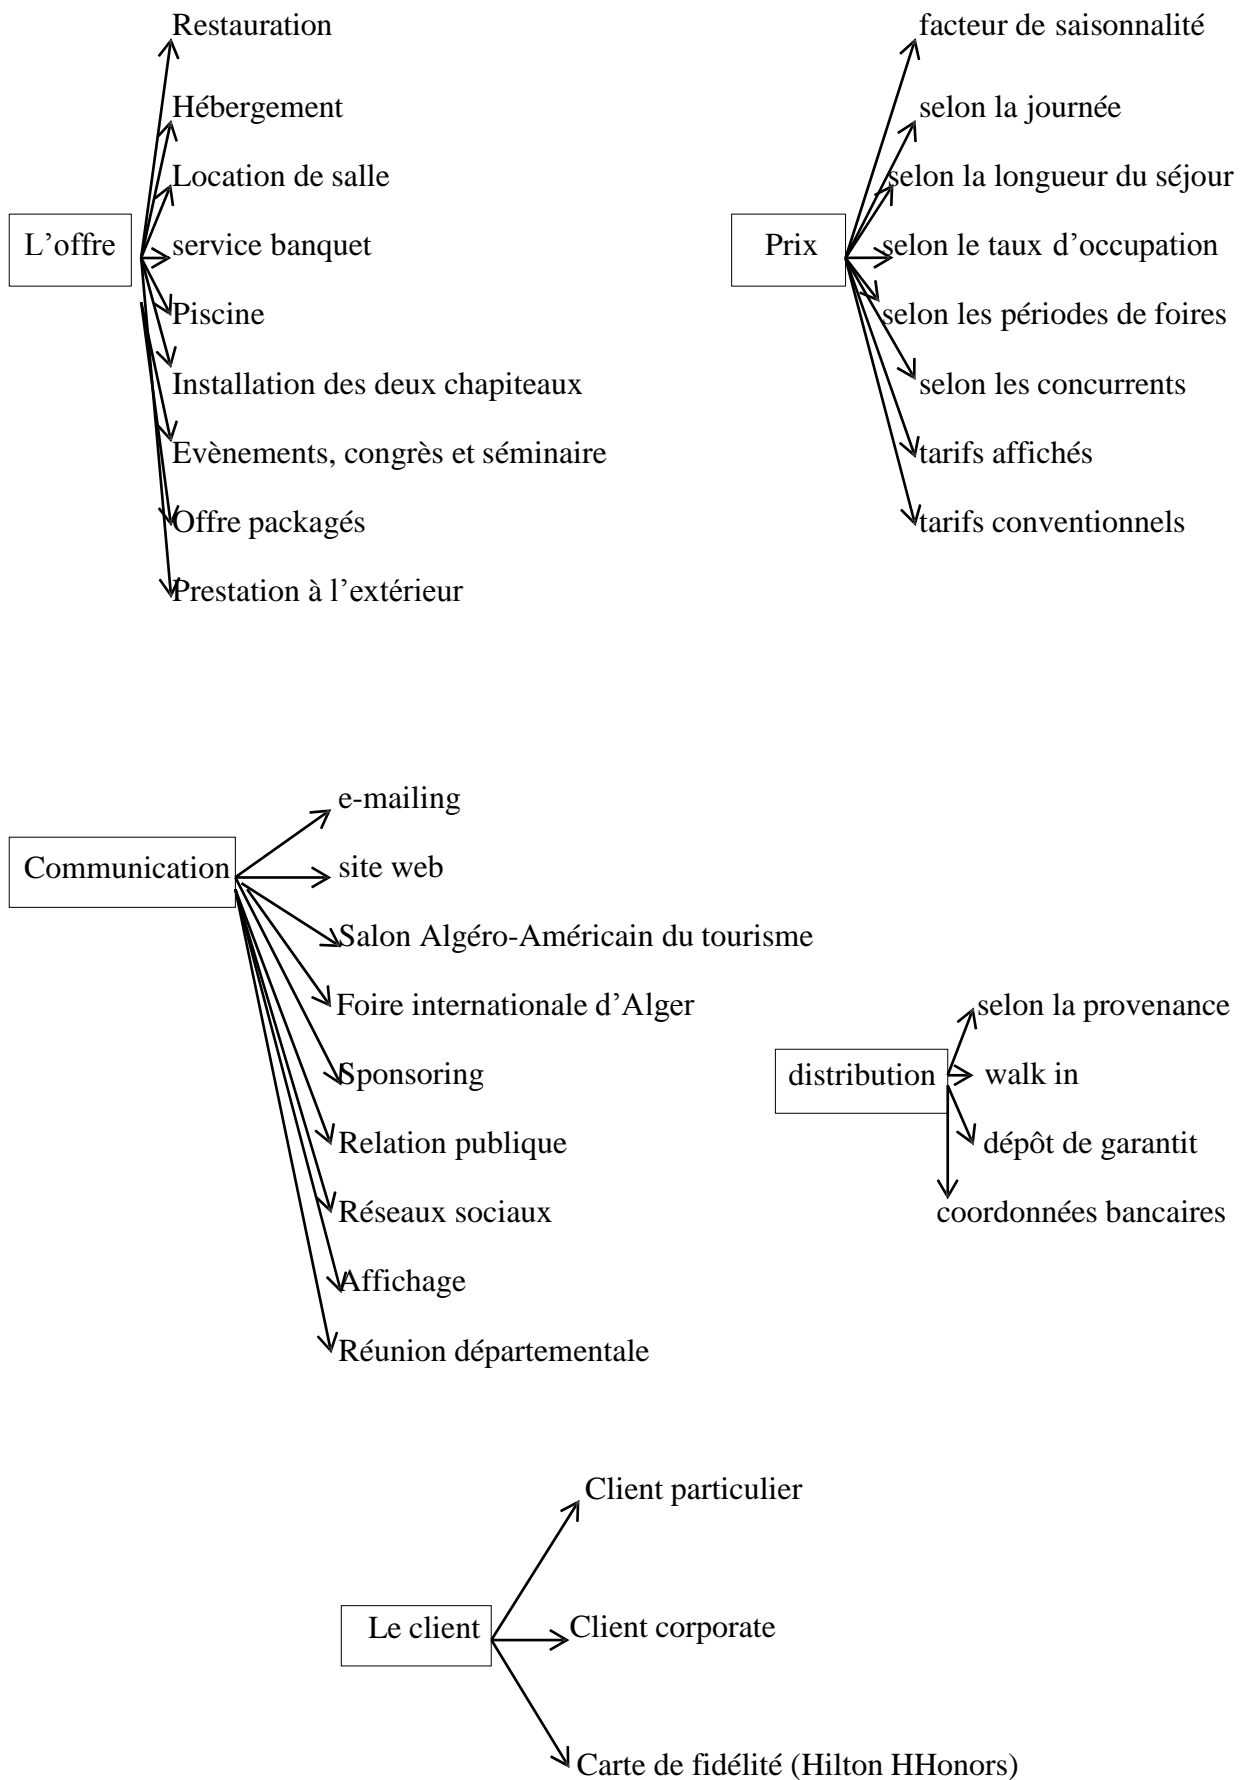 Restauration
Hébergement
Location de salle
L'offre
service banquet
Piscine
Installation des deux chapiteaux
Evènements, congrès et séminaire
Offre packagés
Prestation à l'extérieur
facteur de saisonnalité
selon la journée
selon la longueur du séjour
Prix
selon le taux d'occupation
selon les périodes de foires
selon les concurrents
tarifs affichés
tarifs conventionnels
e-mailing
Communication
site web
Salon Algéro-Américain du tourisme
Foire internationale d'Alger
Sponsoring
Relation publique
Réseaux sociaux
Affichage
Réunion départementale
selon la provenance
distribution
walk in
dépôt de garantit
coordonnées bancaires
Client particulier
Le client
Client corporate
Carte de fidélité (Hilton HHonors)